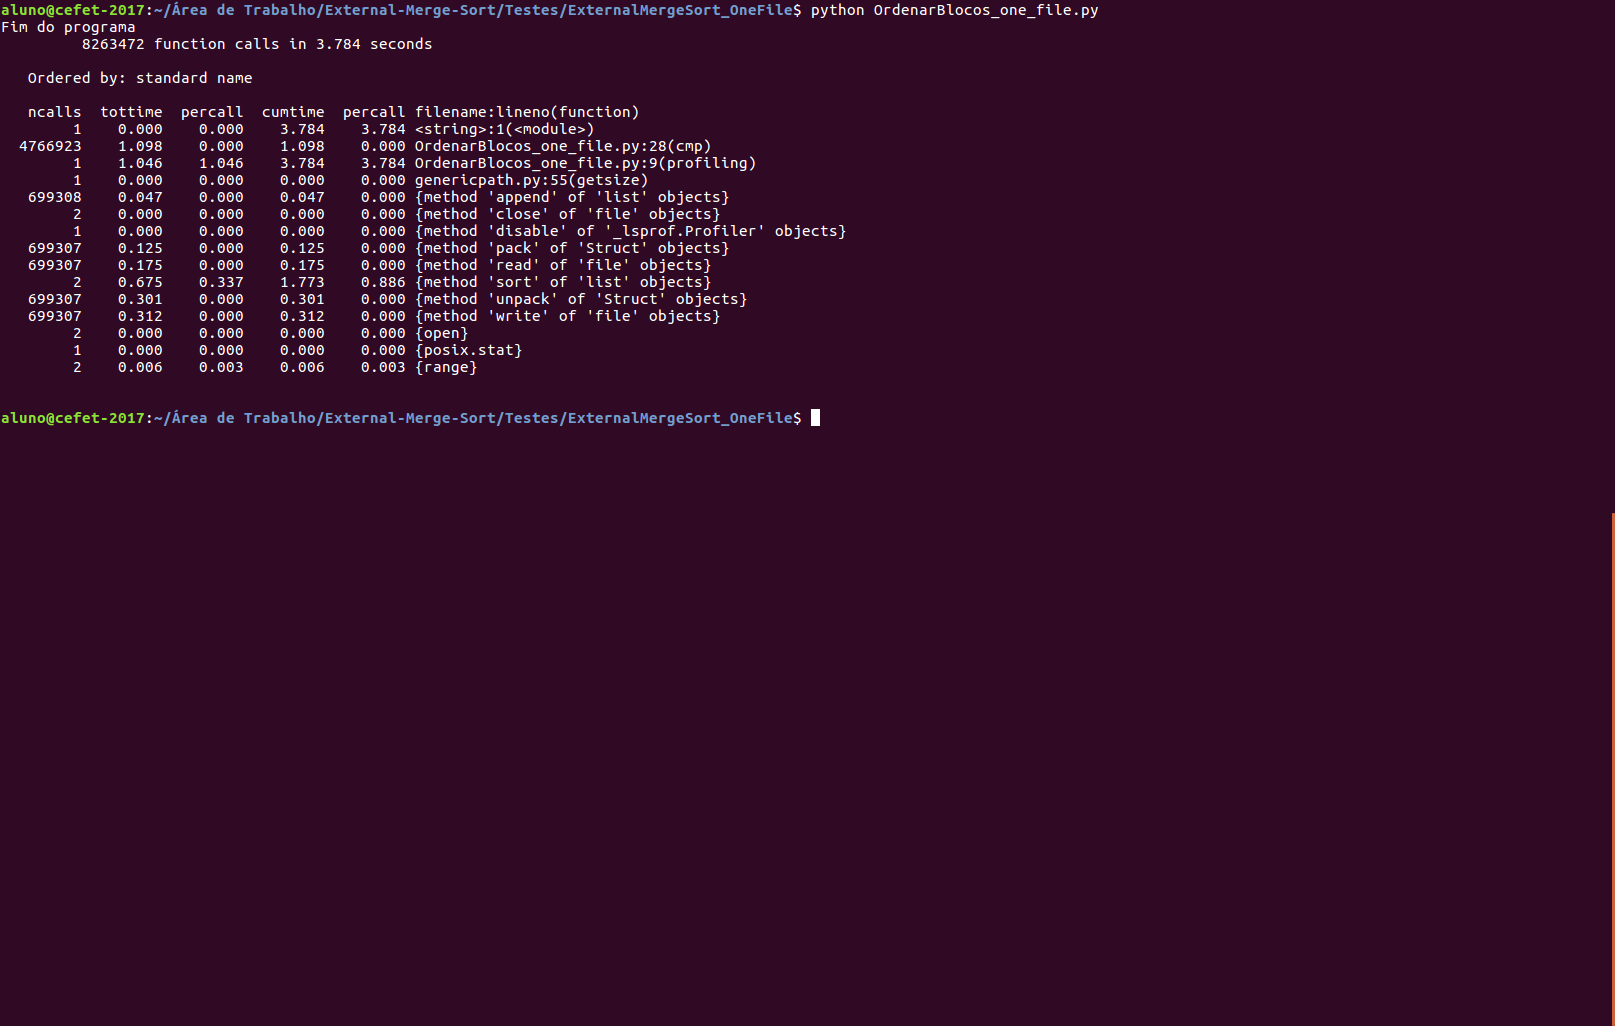 aluno@cefet-2017:~/Área de Trabalho/External-Merge-Sort/Testes/ExternalMergeSort_OneFile$ python OrdenarBlocos_one_file.py
Fim do programa
         8263472 function calls in 3.784 seconds

   Ordered by: standard name

   ncalls  tottime  percall  cumtime  percall filename:lineno(function)
        1    0.000    0.000    3.784    3.784 <string>:1(<module>)
  4766923    1.098    0.000    1.098    0.000 OrdenarBlocos_one_file.py:28(cmp)
        1    1.046    1.046    3.784    3.784 OrdenarBlocos_one_file.py:9(profiling)
        1    0.000    0.000    0.000    0.000 genericpath.py:55(getsize)
   699308    0.047    0.000    0.047    0.000 {method 'append' of 'list' objects}
        2    0.000    0.000    0.000    0.000 {method 'close' of 'file' objects}
        1    0.000    0.000    0.000    0.000 {method 'disable' of '_lsprof.Profiler' objects}
   699307    0.125    0.000    0.125    0.000 {method 'pack' of 'Struct' objects}
   699307    0.175    0.000    0.175    0.000 {method 'read' of 'file' objects}
        2    0.675    0.337    1.773    0.886 {method 'sort' of 'list' objects}
   699307    0.301    0.000    0.301    0.000 {method 'unpack' of 'Struct' objects}
   699307    0.312    0.000    0.312    0.000 {method 'write' of 'file' objects}
        2    0.000    0.000    0.000    0.000 {open}
        1    0.000    0.000    0.000    0.000 {posix.stat}
        2    0.006    0.003    0.006    0.003 {range}

aluno@cefet-2017:~/Área de Trabalho/External-Merge-Sort/Testes/ExternalMergeSort_OneFile$